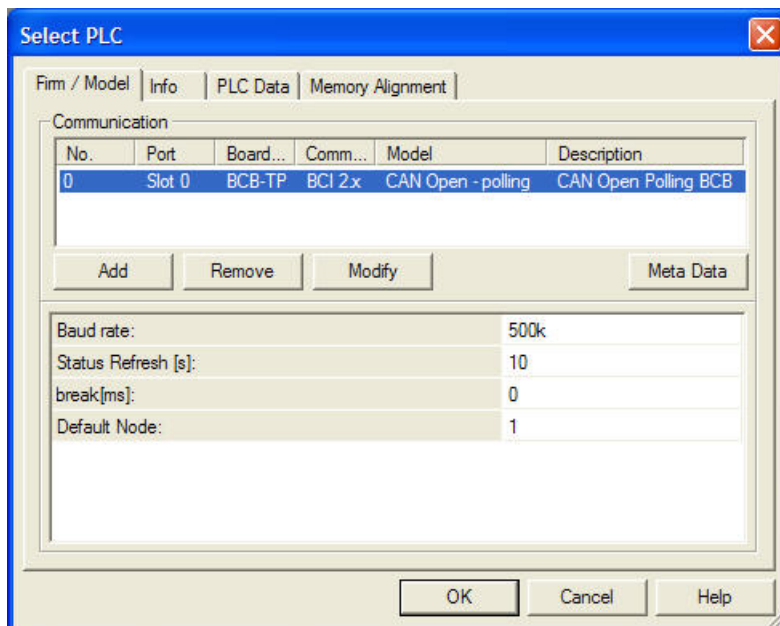 Select PLC
Firm / Model Info PLC Data Memory Alignment
Communication
No. Port Board... Comm... Model Description
0 Slot 0 BCB-TP BCI 2.x CAN Open - polling CAN Open Polling BCB
Add Remove Modify Meta Data
Baud rate: 500k
Status Refresh [s]: 10
break[ms]: 0
Default Node: 1
OK Cancel Help